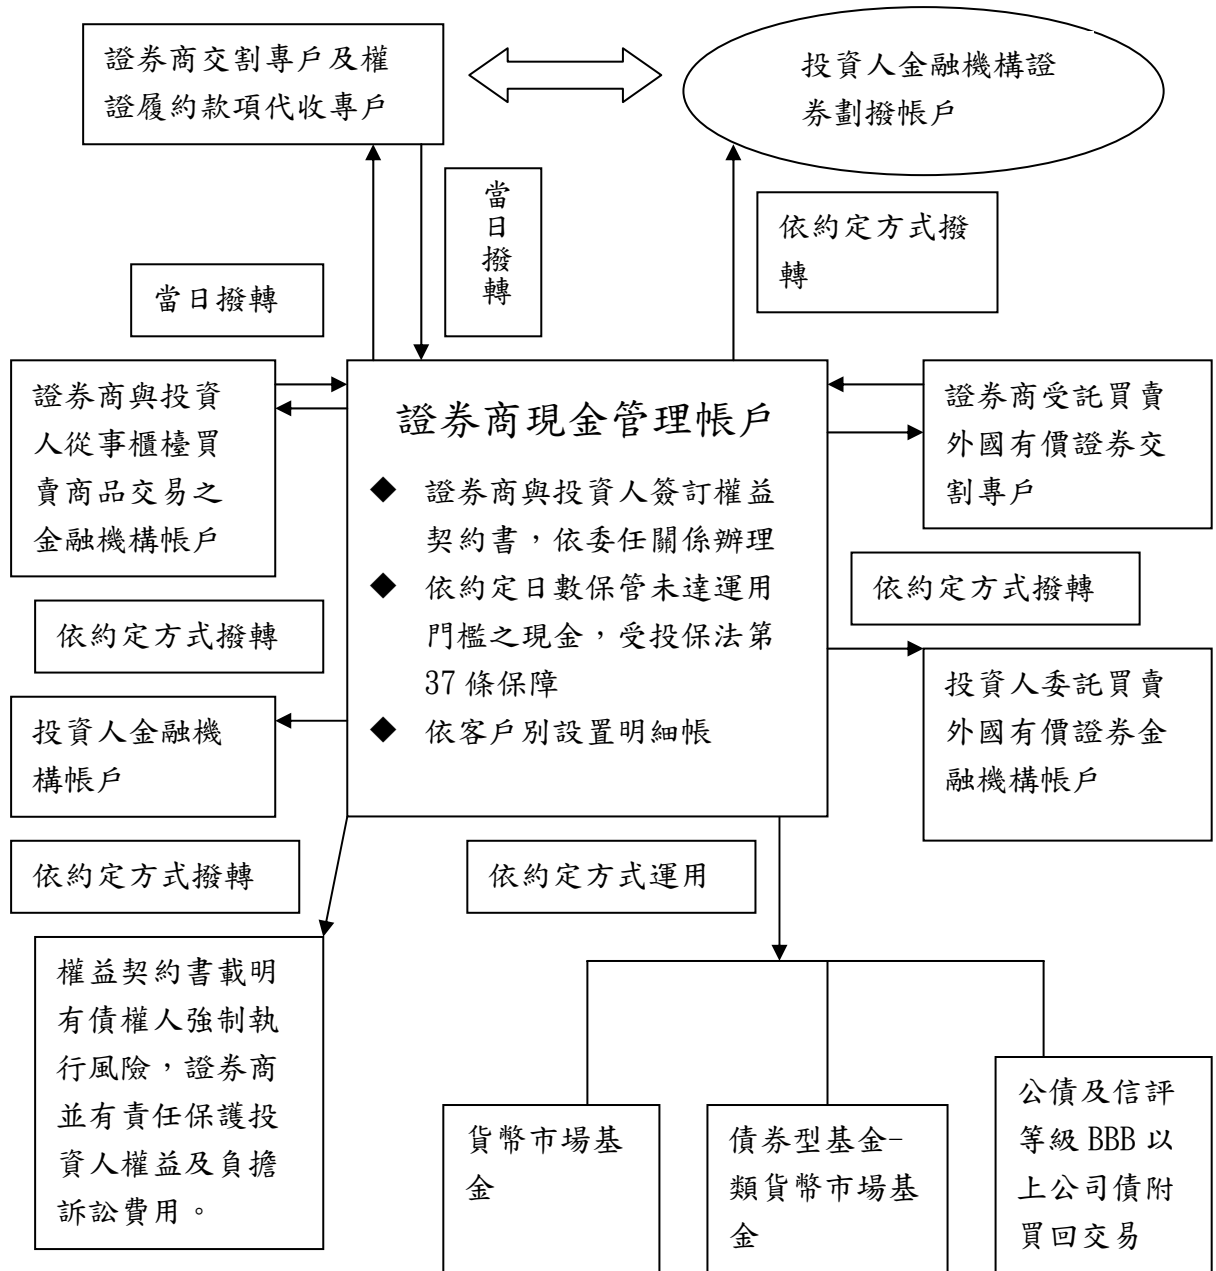 證券商交割專戶及權
證履約款項代收專戶
投資人金融機構證
券劃撥帳戶
當日撥轉
依約定方式撥
轉
當日撥轉
證券商與投資
人從事櫃檯買
賣商品交易之
金融機構帳戶
證券商現金管理帳戶
◆ 證券商與投資人簽訂權益
契約書，依委任關係辦理
◆ 依約定日數保管未達運用
門檻之現金，受投保法第
37 條保障
◆ 依客戶別設置明細帳
證券商受託買賣
外國有價證券交
割專戶
依約定方式撥轉
依約定方式撥轉
投資人金融機
構帳戶
投資人委託買賣
外國有價證券金
融機構帳戶
依約定方式撥轉
依約定方式運用
權益契約書載明
有債權人強制執
行風險，證券商
並有責任保護投
資人權益及負擔
訴訟費用。
貨幣市場基
金
債券型基金-
類貨幣市場基
金
公債及信評
等級 BBB 以
上公司債附
買回交易